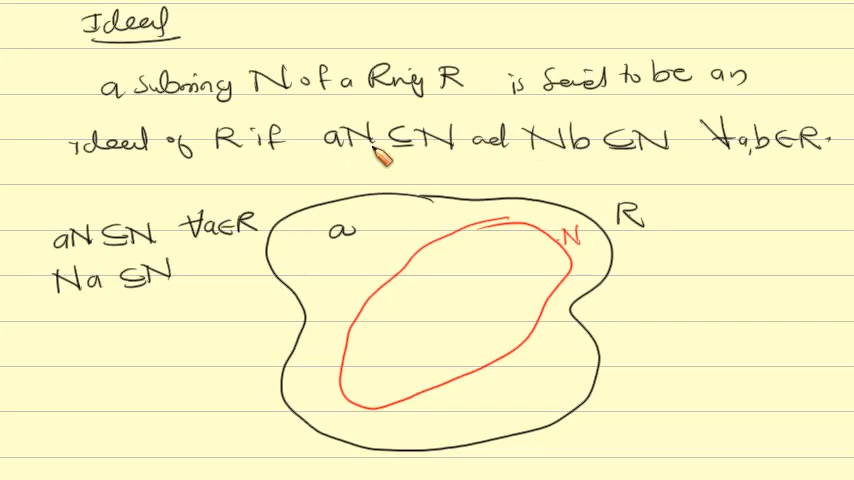 Ideal
a subring N of a Ring R is said to be an
ideal of R if aN ⊆ N and Nb ⊆ N ∀a,b∈R.
aN ⊆ N ∀a∈R
Na ⊆ N
a
N
R